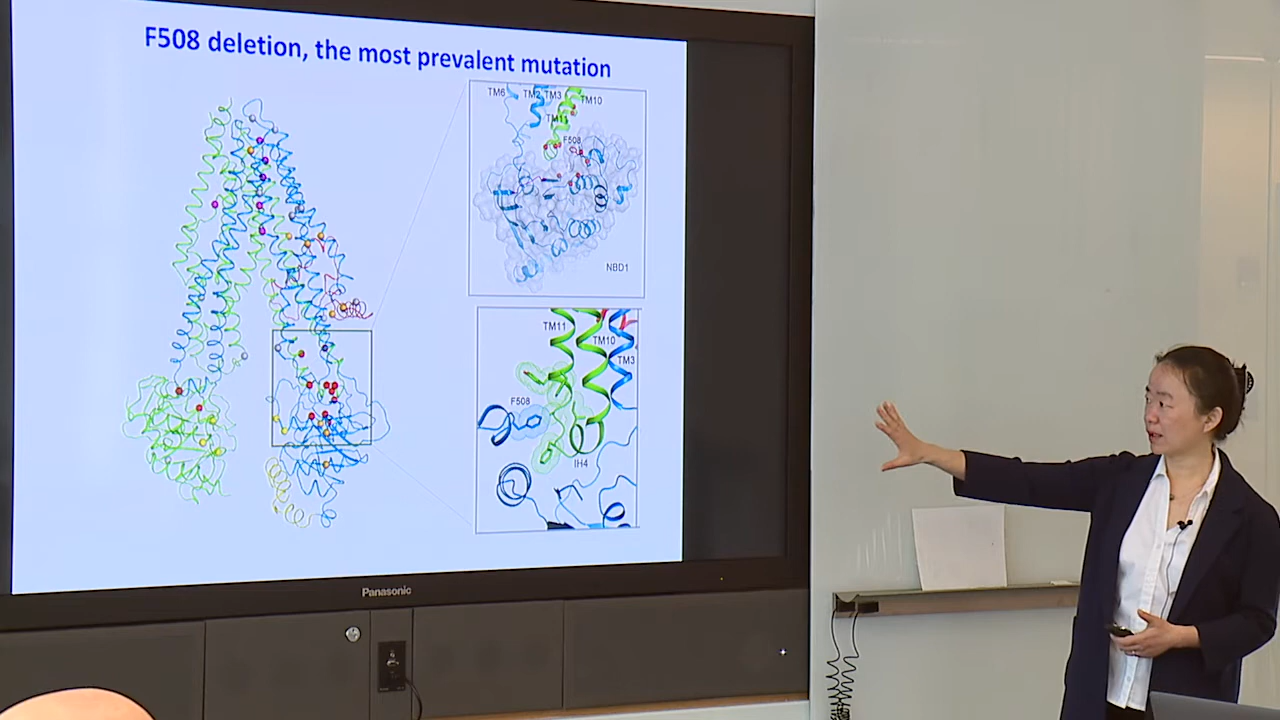 F508 deletion, the most prevalent mutation
TM6
TM2
TM3
TM10
TM11
F508
NBD1
TM11
TM10
TM3
F508
IH4
Panasonic